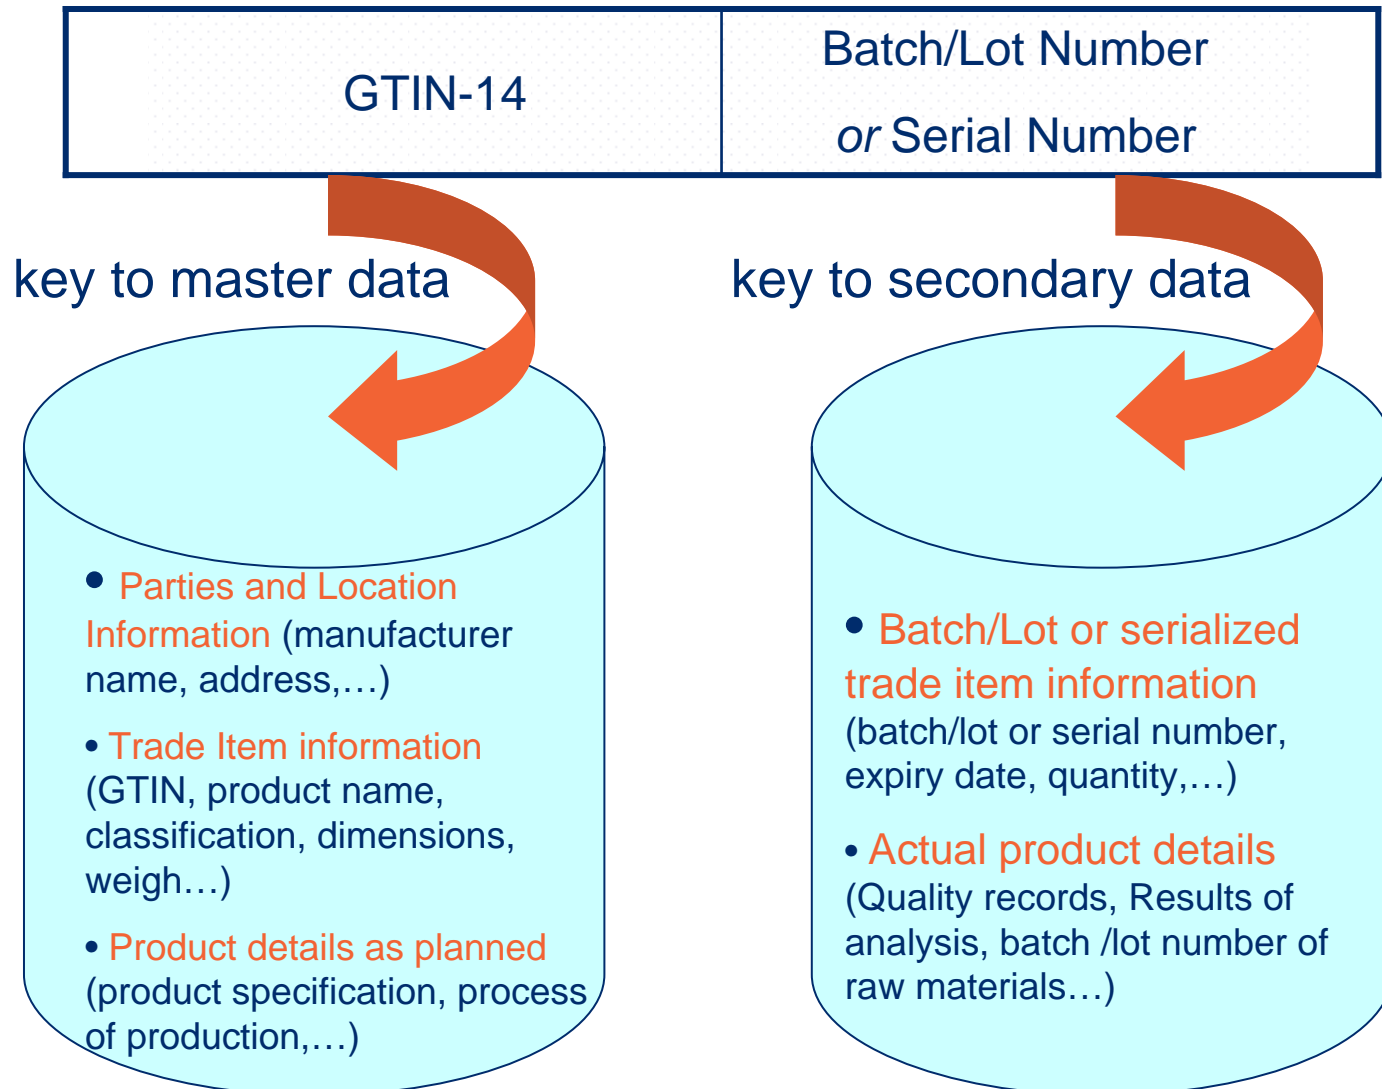 GTIN-14
Batch/Lot Number
or Serial Number
key to master data
key to secondary data
• Parties and Location
Information (manufacturer
name, address,…)
• Trade Item information
(GTIN, product name,
classification, dimensions,
weigh…)
• Product details as planned
(product specification, process
of production,…)
• Batch/Lot or serialized
trade item information
(batch/lot or serial number,
expiry date, quantity,…)
• Actual product details
(Quality records, Results of
analysis, batch /lot number of
raw materials…)